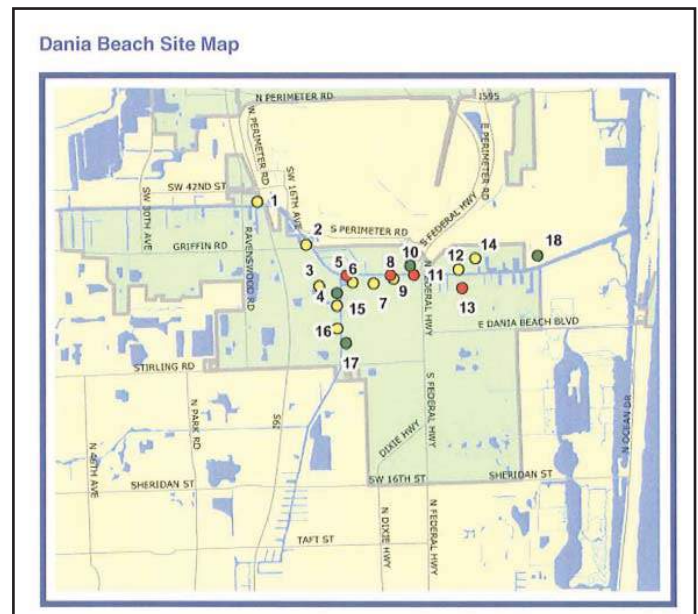 Dania Beach Site Map
N PERIMETER RD
I595
W PERIMETER RD
E PERIMETER RD
SW 30TH AVE
SW 42ND ST
SW 16TH AVE
1
S PERIMETER RD
S FEDERAL HWY
2
GRIFFIN RD
RAVENSWOOD RD
3
4
5
6
7
8
9
10
11
12
13
14
18
N FEDERAL HWY
15
16
17
E DANIA BEACH BLVD
STIRLING RD
N PARK RD
I95
S FEDERAL HWY
DIXIE HWY
N OCEAN DR
N 46TH AVE
SHERIDAN ST
SW 16TH ST
SHERIDAN ST
N DIXIE HWY
N FEDERAL HWY
TAFT ST